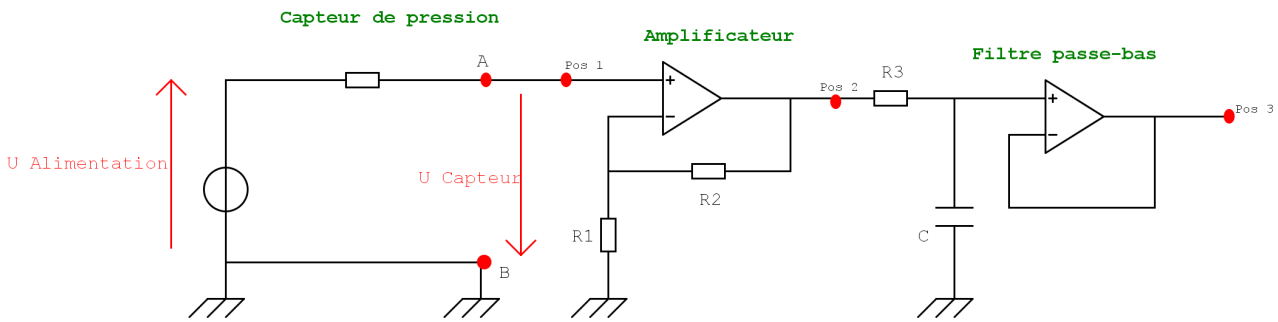 Capteur de pression
Amplificateur
Filtre passe-bas
A
Pos 1
+
-
Pos 2
R3
+
-
Pos 3
U Alimentation
U Capteur
R2
R1
C
B